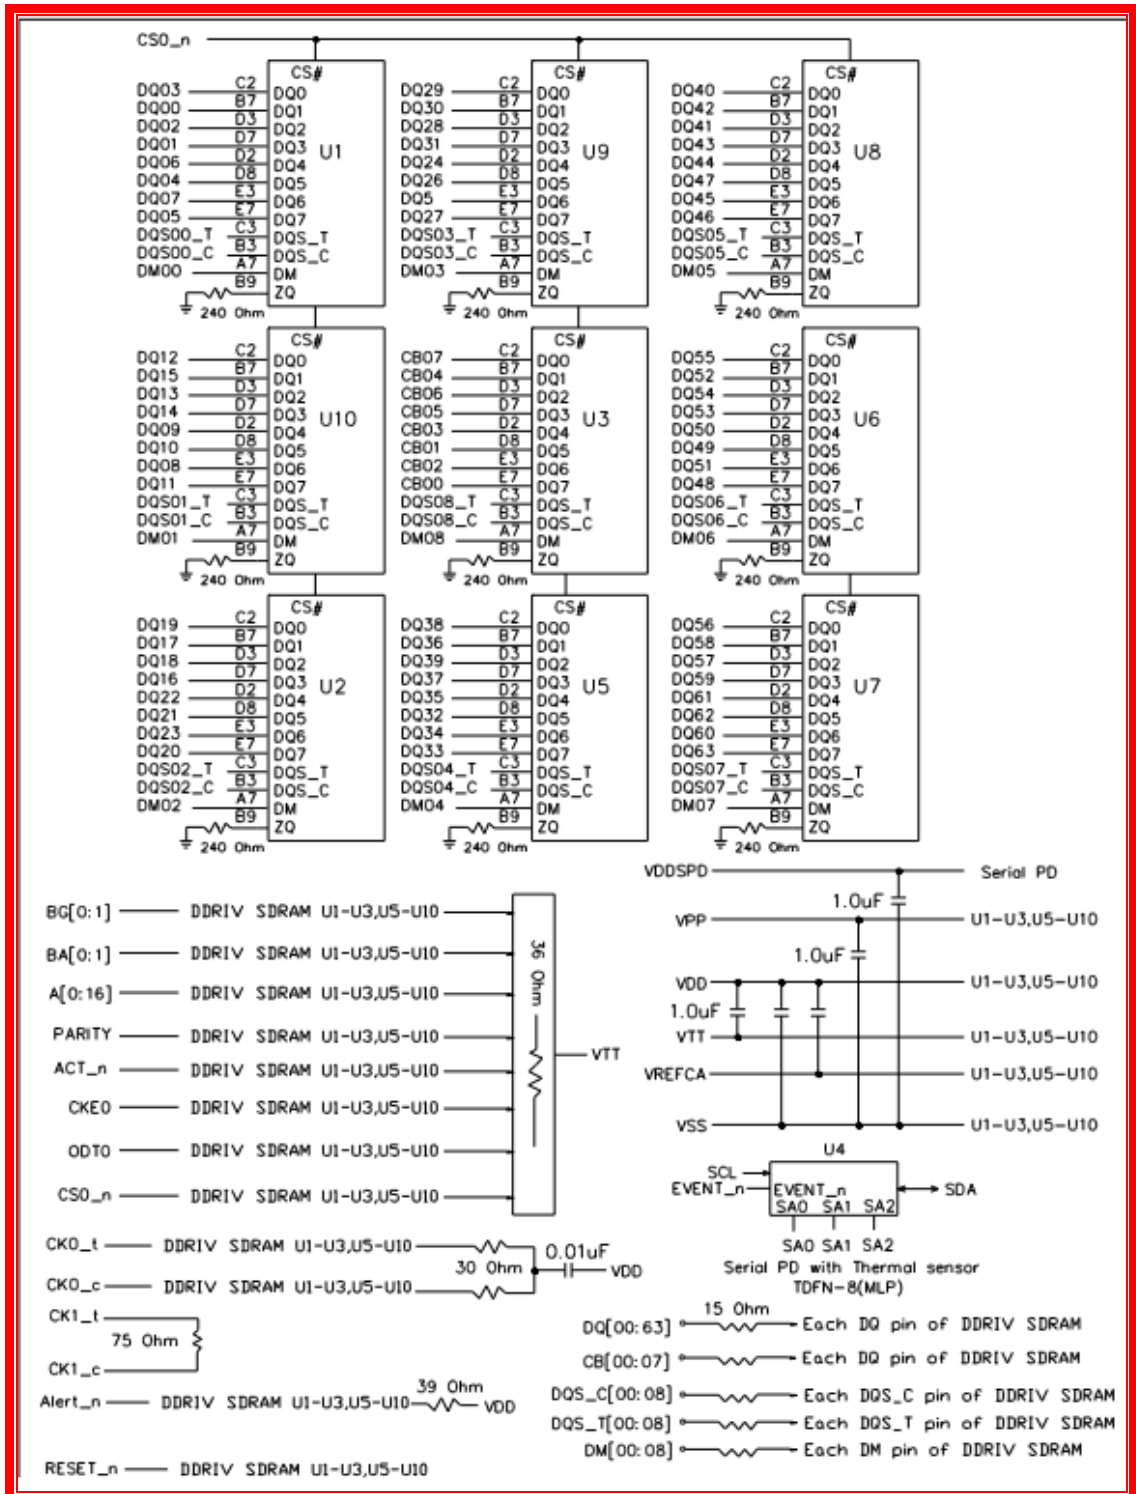 CS0_n
CS#
DQ03 C2 DQ0
DQ00 B7 DQ1
DQ02 D3 DQ2
DQ01 D7 DQ3 U1
DQ06 D2 DQ4
DQ04 D8 DQ5
DQ07 E3 DQ6
DQ05 E7 DQ7
DQS00_T C3 DQS_T
DQS00_C B3 DQS_C
DM00 A7 DM
B9 ZQ
240 Ohm
CS#
DQ29 C2 DQ0
DQ30 B7 DQ1
DQ28 D3 DQ2
DQ31 D7 DQ3 U9
DQ24 D2 DQ4
DQ26 D8 DQ5
DQ5 E3 DQ6
DQ27 E7 DQ7
DQS03_T C3 DQS_T
DQS03_C B3 DQS_C
DM03 A7 DM
B9 ZQ
240 Ohm
CS#
DQ40 C2 DQ0
DQ42 B7 DQ1
DQ41 D3 DQ2
DQ43 D7 DQ3 U8
DQ44 D2 DQ4
DQ47 D8 DQ5
DQ45 E3 DQ6
DQ46 E7 DQ7
DQS05_T C3 DQS_T
DQS05_C B3 DQS_C
DM05 A7 DM
B9 ZQ
240 Ohm
CS#
DQ12 C2 DQ0
DQ15 B7 DQ1
DQ13 D3 DQ2
DQ14 D7 DQ3 U10
DQ09 D2 DQ4
DQ10 D8 DQ5
DQ08 E3 DQ6
DQ11 E7 DQ7
DQS01_T C3 DQS_T
DQS01_C B3 DQS_C
DM01 A7 DM
B9 ZQ
240 Ohm
CS#
CB07 C2 DQ0
CB04 B7 DQ1
CB06 D3 DQ2
CB05 D7 DQ3 U3
CB03 D2 DQ4
CB01 D8 DQ5
CB02 E3 DQ6
CB00 E7 DQ7
DQS08_T C3 DQS_T
DQS08_C B3 DQS_C
DM08 A7 DM
B9 ZQ
240 Ohm
CS#
DQ55 C2 DQ0
DQ52 B7 DQ1
DQ54 D3 DQ2
DQ53 D7 DQ3 U6
DQ50 D2 DQ4
DQ49 D8 DQ5
DQ51 E3 DQ6
DQ48 E7 DQ7
DQS06_T C3 DQS_T
DQS06_C B3 DQS_C
DM06 A7 DM
B9 ZQ
240 Ohm
CS#
DQ19 C2 DQ0
DQ17 B7 DQ1
DQ18 D3 DQ2
DQ16 D7 DQ3 U2
DQ22 D2 DQ4
DQ21 D8 DQ5
DQ23 E3 DQ6
DQ20 E7 DQ7
DQS02_T C3 DQS_T
DQS02_C B3 DQS_C
DM02 A7 DM
B9 ZQ
240 Ohm
CS#
DQ38 C2 DQ0
DQ36 B7 DQ1
DQ39 D3 DQ2
DQ37 D7 DQ3 U5
DQ35 D2 DQ4
DQ32 D8 DQ5
DQ34 E3 DQ6
DQ33 E7 DQ7
DQS04_T C3 DQS_T
DQS04_C B3 DQS_C
DM04 A7 DM
B9 ZQ
240 Ohm
CS#
DQ56 C2 DQ0
DQ58 B7 DQ1
DQ57 D3 DQ2
DQ59 D7 DQ3 U7
DQ61 D2 DQ4
DQ62 D8 DQ5
DQ60 E3 DQ6
DQ63 E7 DQ7
DQS07_T C3 DQS_T
DQS07_C B3 DQS_C
DM07 A7 DM
B9 ZQ
240 Ohm
BG[0:1] DDRIV SDRAM U1-U3,U5-U10
BA[0:1] DDRIV SDRAM U1-U3,U5-U10
A[0:16] DDRIV SDRAM U1-U3,U5-U10
PARITY DDRIV SDRAM U1-U3,U5-U10
ACT_n DDRIV SDRAM U1-U3,U5-U10
CKE0 DDRIV SDRAM U1-U3,U5-U10
ODT0 DDRIV SDRAM U1-U3,U5-U10
CS0_n DDRIV SDRAM U1-U3,U5-U10
36 Ohm
VTT
CK0_t DDRIV SDRAM U1-U3,U5-U10
30 Ohm
0.01uF
VDD
CK0_c DDRIV SDRAM U1-U3,U5-U10
CK1_t
75 Ohm
CK1_c
Alert_n DDRIV SDRAM U1-U3,U5-U10 39 Ohm VDD
RESET_n DDRIV SDRAM U1-U3,U5-U10
VDDSPD Serial PD
1.0uF
VPP U1-U3,U5-U10
1.0uF
VDD U1-U3,U5-U10
1.0uF
VTT U1-U3,U5-U10
VREFCA U1-U3,U5-U10
VSS U1-U3,U5-U10
U4
SCL
EVENT_n EVENT_n SDA
SA0 SA1 SA2
SA0 SA1 SA2
Serial PD with Thermal sensor
TDFN-8(MLP)
15 Ohm
DQ[00:63] Each DQ pin of DDRIV SDRAM
CB[00:07] Each DQ pin of DDRIV SDRAM
DQS_C[00:08] Each DQS_C pin of DDRIV SDRAM
DQS_T[00:08] Each DQS_T pin of DDRIV SDRAM
DM[00:08] Each DM pin of DDRIV SDRAM